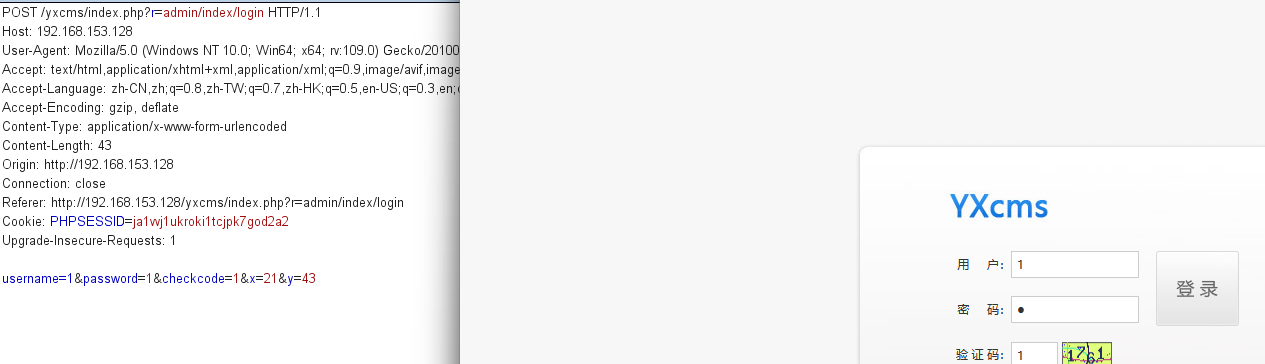 POST /yxcms/index.php?r=admin/index/login HTTP/1.1
Host: 192.168.153.128
User-Agent: Mozilla/5.0 (Windows NT 10.0; Win64; x64; rv:109.0) Gecko/20100
Accept: text/html,application/xhtml+xml,application/xml;q=0.9,image/avif,image
Accept-Language: zh-CN,zh;q=0.8,zh-TW;q=0.7,zh-HK;q=0.5,en-US;q=0.3,en;
Accept-Encoding: gzip, deflate
Content-Type: application/x-www-form-urlencoded
Content-Length: 43
Origin: http://192.168.153.128
Connection: close
Referer: http://192.168.153.128/yxcms/index.php?r=admin/index/login
Cookie: PHPSESSID=ja1wj1ukroki1tcjpk7god2a2
Upgrade-Insecure-Requests: 1
username=1&password=1&checkcode=1&x=21&y=43
YXcms
用 户: 1
登录
密 码: ●
验证码: 1 1761